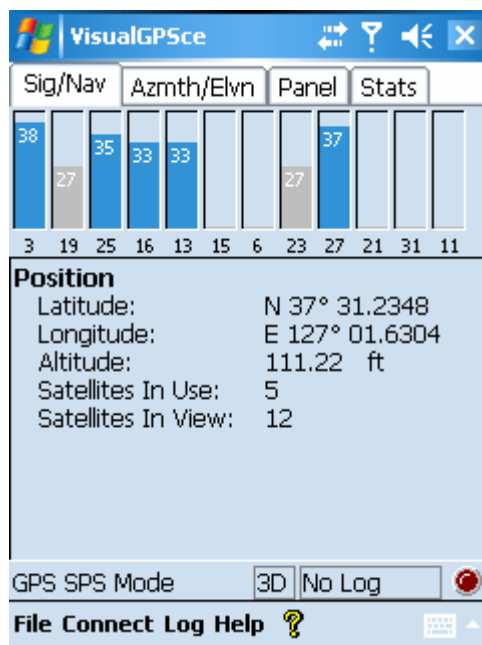 VisualGPSce
Sig/Nav Azmth/Elvn Panel Stats
38 27 35 33 33 27 37
3 19 25 16 13 15 6 23 27 21 31 11
Position
Latitude: N 37° 31.2348
Longitude: E 127° 01.6304
Altitude: 111.22 ft
Satellites In Use: 5
Satellites In View: 12
GPS SPS Mode 3D No Log
File Connect Log Help ?